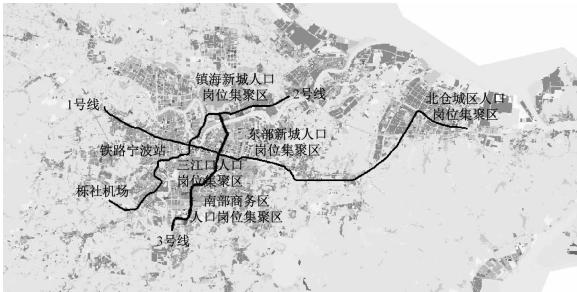 镇海新城人口
岗位集聚区
2号线
1号线
北仓城区人口
岗位集聚区
东部新城人口
岗位集聚区
铁路宁波站
三江口人口
岗位集聚区
栎社机场
南部商务区
人口岗位集聚区
3号线